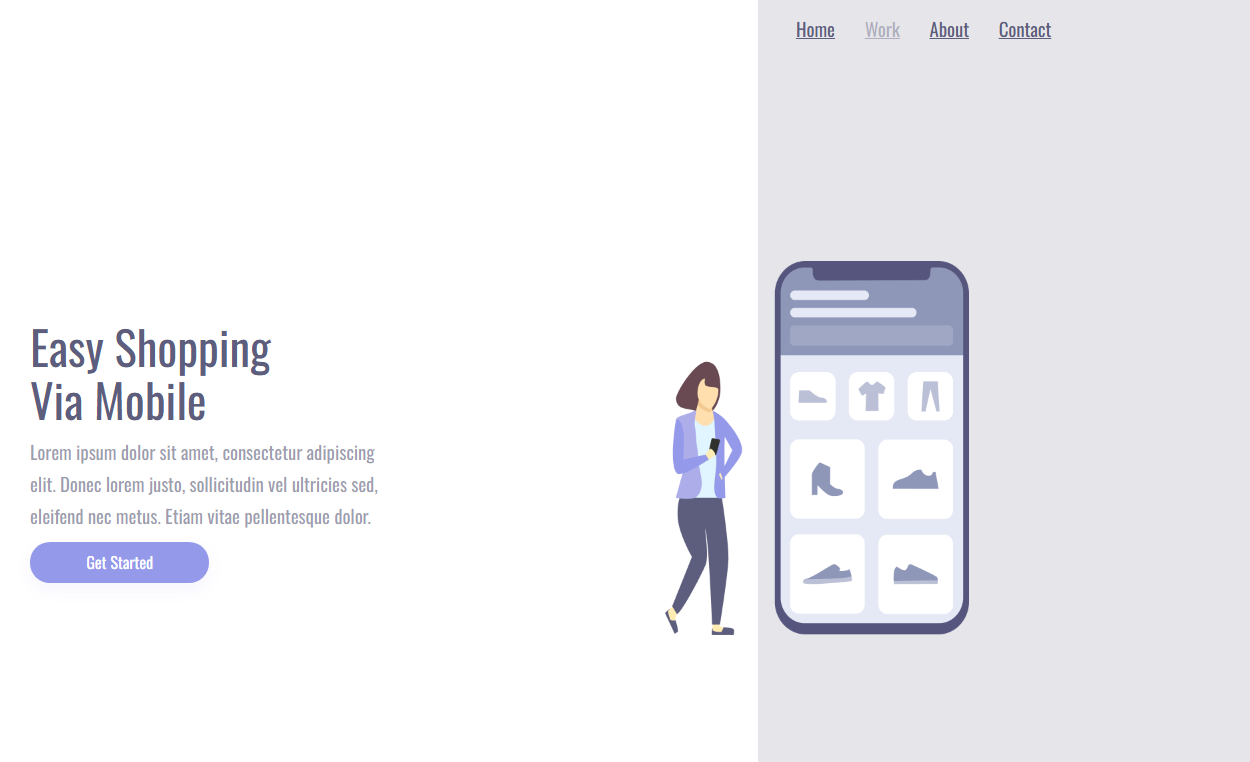 Home Work About Contact
Easy Shopping
Via Mobile
Lorem ipsum dolor sit amet, consectetur adipiscing
elit. Donec lorem justo, sollicitudin vel ultricies sed,
eleifend nec metus. Etiam vitae pellentesque dolor.
Get Started